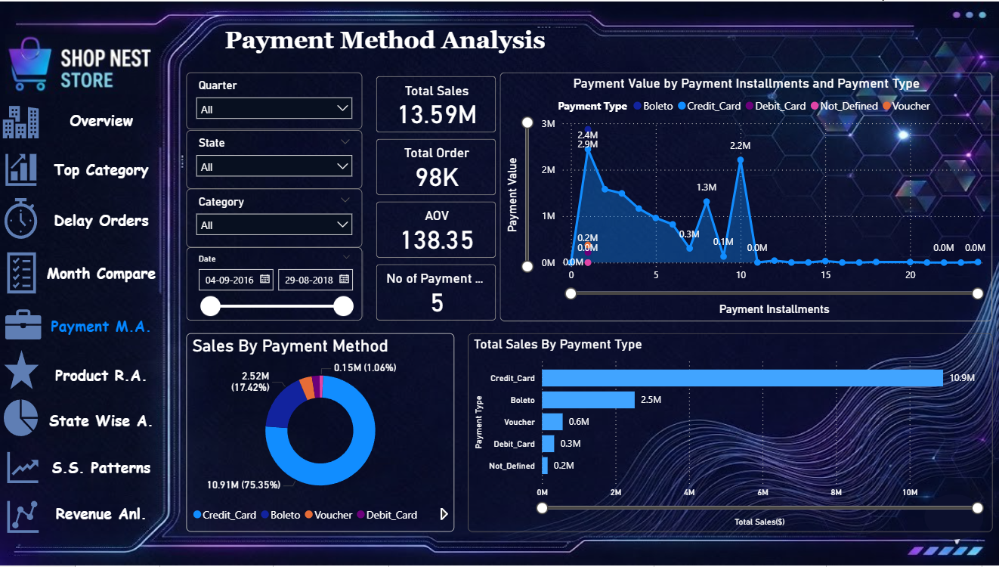 Payment Method Analysis
SHOP NEST
STORE
Overview
Top Category
Delay Orders
Month Compare
Payment M.A.
Product R.A.
State Wise A.
S.S. Patterns
Revenue Anl.
Quarter
All
State
All
Category
All
Date
04-09-2016
29-08-2018
Total Sales
13.59M
Total Order
98K
AOV
138.35
No of Payment ...
5
Payment Value by Payment Installments and Payment Type
Payment Type Boleto Credit_Card Debit_Card Not_Defined Voucher
Payment Value
3M
2M
1M
0M
2.4M
2.9M
0.2M
0.0M
0.0M
0.3M
1.3M
0.1M
2.2M
0.0M
0.0M
0.0M
0 5 10 15 20
Payment Installments
Sales By Payment Method
0.15M (1.06%)
2.52M
(17.42%)
10.91M (75.35%)
Credit_Card Boleto Voucher Debit_Card
Total Sales By Payment Type
Payment Type
Credit_Card 10.9M
Boleto 2.5M
Voucher 0.6M
Debit_Card 0.3M
Not_Defined 0.2M
0M 2M 4M 6M 8M 10M
Total Sales($)